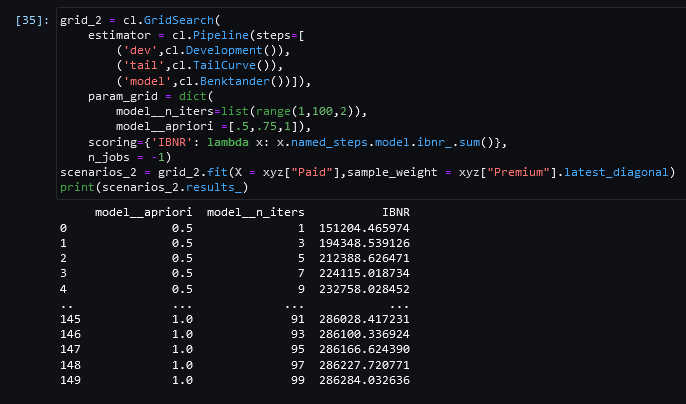 [35]: grid_2 = cl.GridSearch(
estimator = cl.Pipeline(steps=[
('dev',cl.Development()),
('tail',cl.TailCurve()),
('model',cl.Benktander())]),
param_grid = dict(
model__n_iters=list(range(1,100,2)),
model__apriori =[.5,.75,1]),
scoring={'IBNR': lambda x: x.named_steps.model.ibnr_.sum()},
n_jobs = -1)
scenarios_2 = grid_2.fit(X = xyz["Paid"],sample_weight = xyz["Premium"].latest_diagonal)
print(scenarios_2.results_)
model__apriori model__n_iters IBNR
0 0.5 1 151204.465974
1 0.5 3 194348.539126
2 0.5 5 212388.626471
3 0.5 7 224115.018734
4 0.5 9 232758.028452
.. ... ... ...
145 1.0 91 286028.417231
146 1.0 93 286100.336924
147 1.0 95 286166.624390
148 1.0 97 286227.720771
149 1.0 99 286284.032636